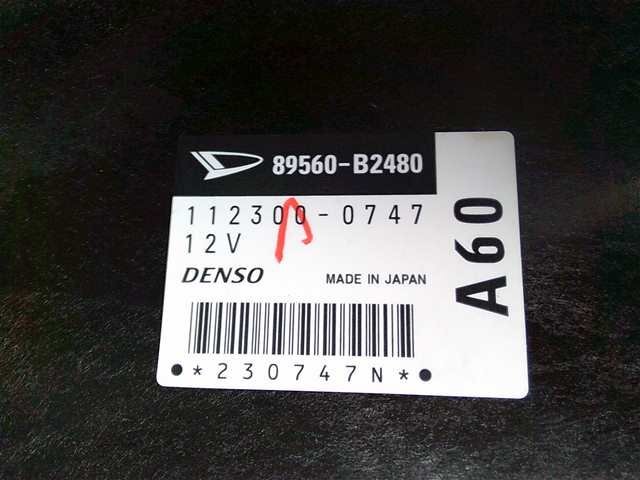 89560-B2480
112300-0747
12V
DENSO MADE IN JAPAN
*230747N*
A60